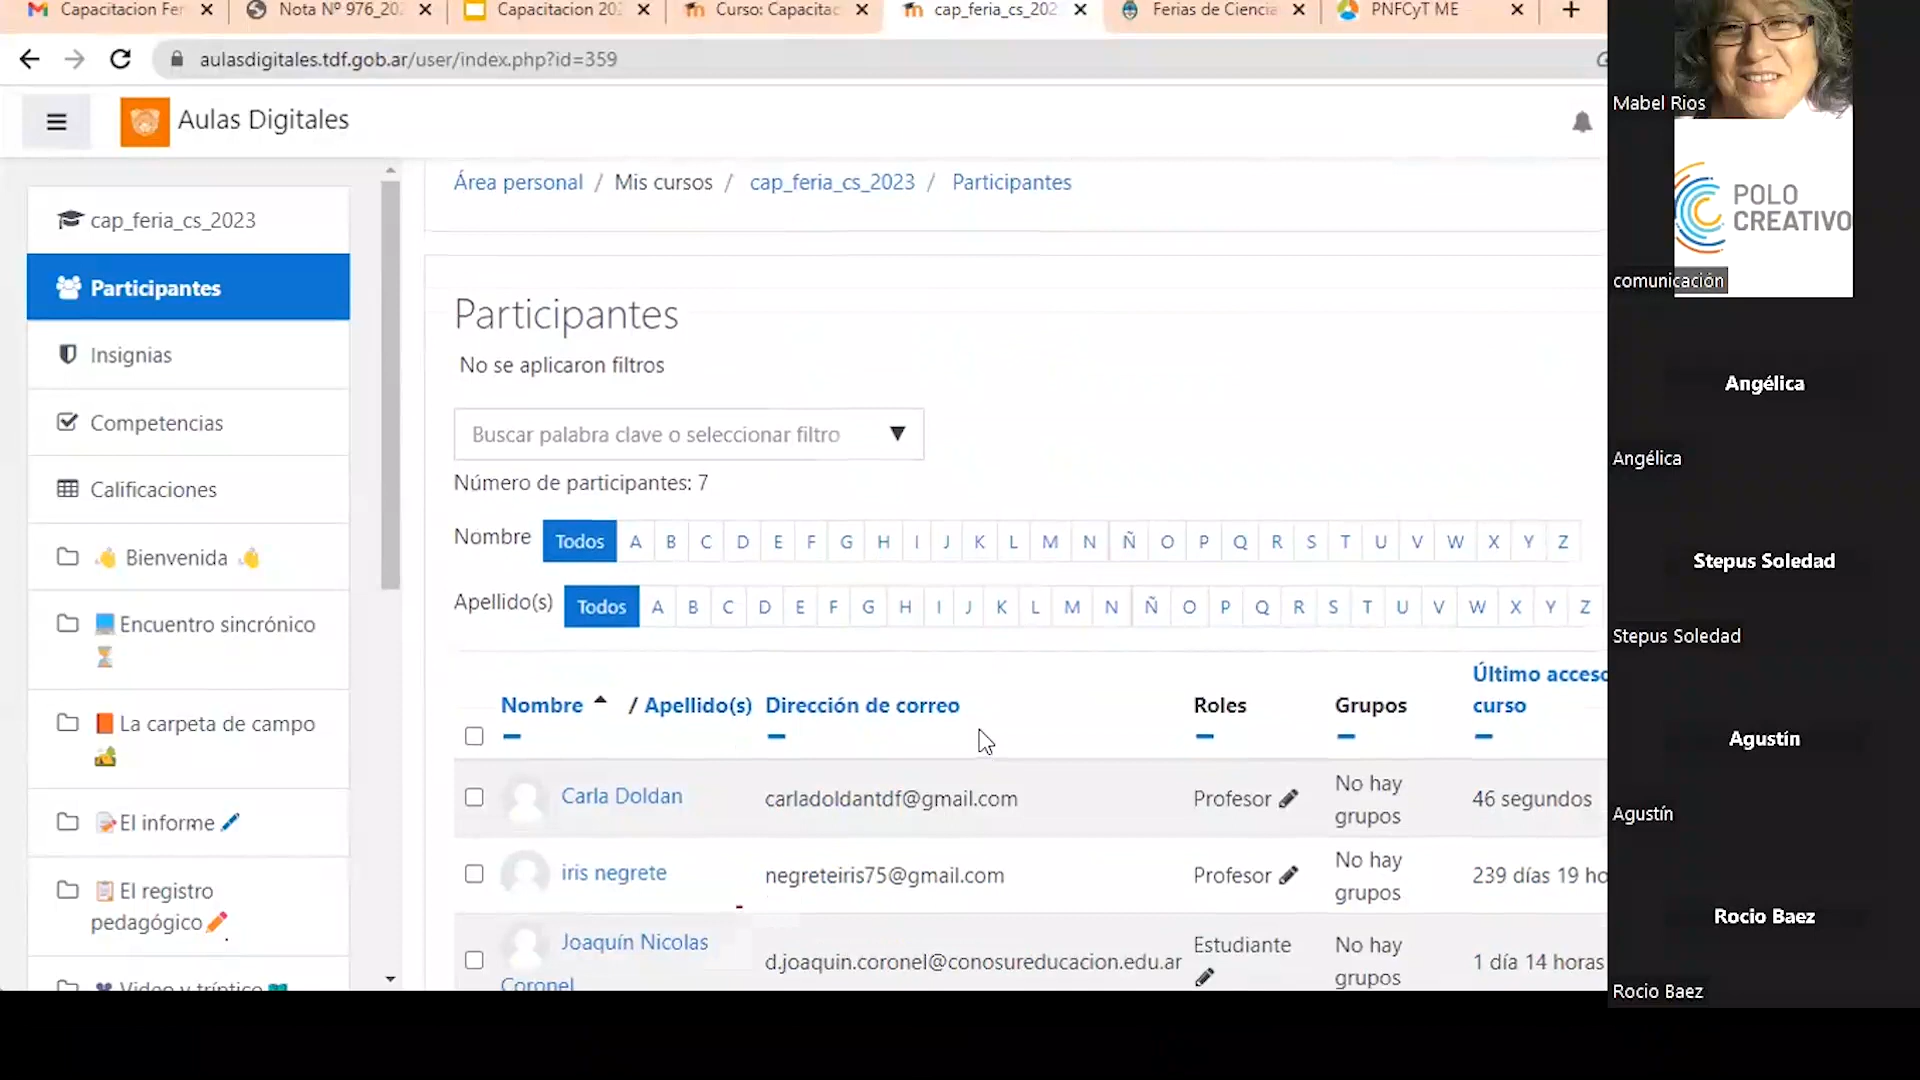 Capacitacion Fer
Nota Nº 976_202
Capacitacion 202
Curso: Capacitac
cap_feria_cs_202
Ferias de Ciencia
PNFCyT ME
aulasdigitales.tdf.gob.ar/user/index.php?id=359
Aulas Digitales
cap_feria_cs_2023
Participantes
Insignias
Competencias
Calificaciones
Bienvenida
Encuentro sincrónico
La carpeta de campo
El informe
El registro
pedagógico
Video y tríptico
Área personal / Mis cursos / cap_feria_cs_2023 / Participantes
Participantes
No se aplicaron filtros
Buscar palabra clave o seleccionar filtro
Número de participantes: 7
Nombre Todos A B C D E F G H I J K L M N Ñ O P Q R S T U V W X Y Z
Apellido(s) Todos A B C D E F G H I J K L M N Ñ O P Q R S T U V W X Y Z
Nombre / Apellido(s) Dirección de correo Roles Grupos Último acceso curso
Carla Doldan carladoldantdf@gmail.com Profesor No hay grupos 46 segundos
iris negrete negreteiris75@gmail.com Profesor No hay grupos 239 días 19 ho
Joaquín Nicolas Coronel d.joaquin.coronel@conosureducacion.edu.ar Estudiante No hay grupos 1 día 14 horas
Mabel Rios
POLO
CREATIVO
comunicación
Angélica
Angélica
Stepus Soledad
Stepus Soledad
Agustín
Agustín
Rocio Baez
Rocio Baez